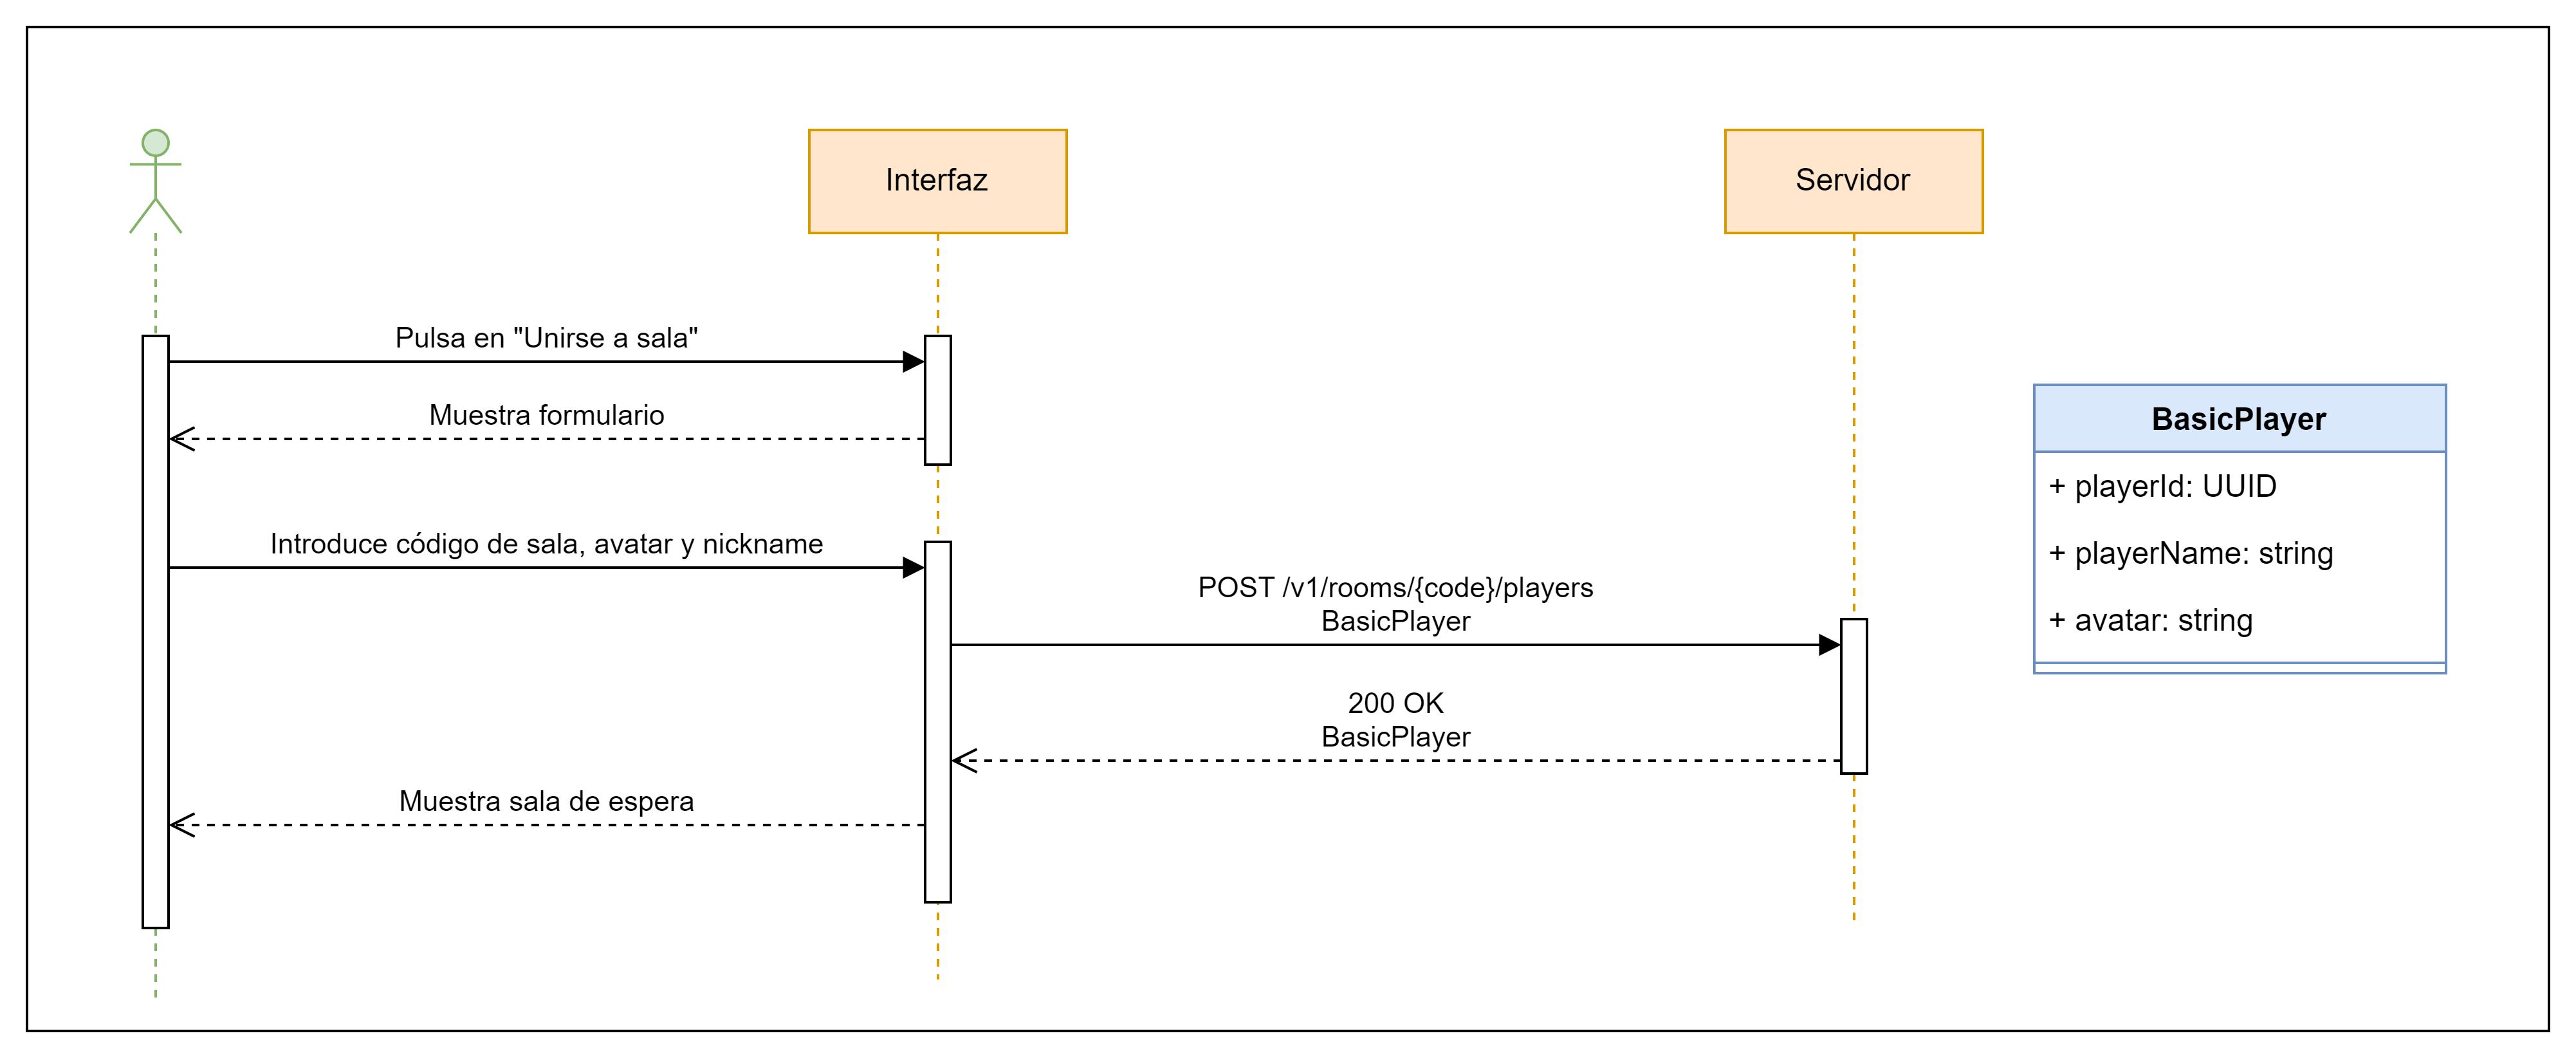 Interfaz
Servidor
Pulsa en "Unirse a sala"
Muestra formulario
Introduce código de sala, avatar y nickname
POST /v1/rooms/{code}/players
BasicPlayer
200 OK
BasicPlayer
Muestra sala de espera
BasicPlayer
+ playerId: UUID
+ playerName: string
+ avatar: string